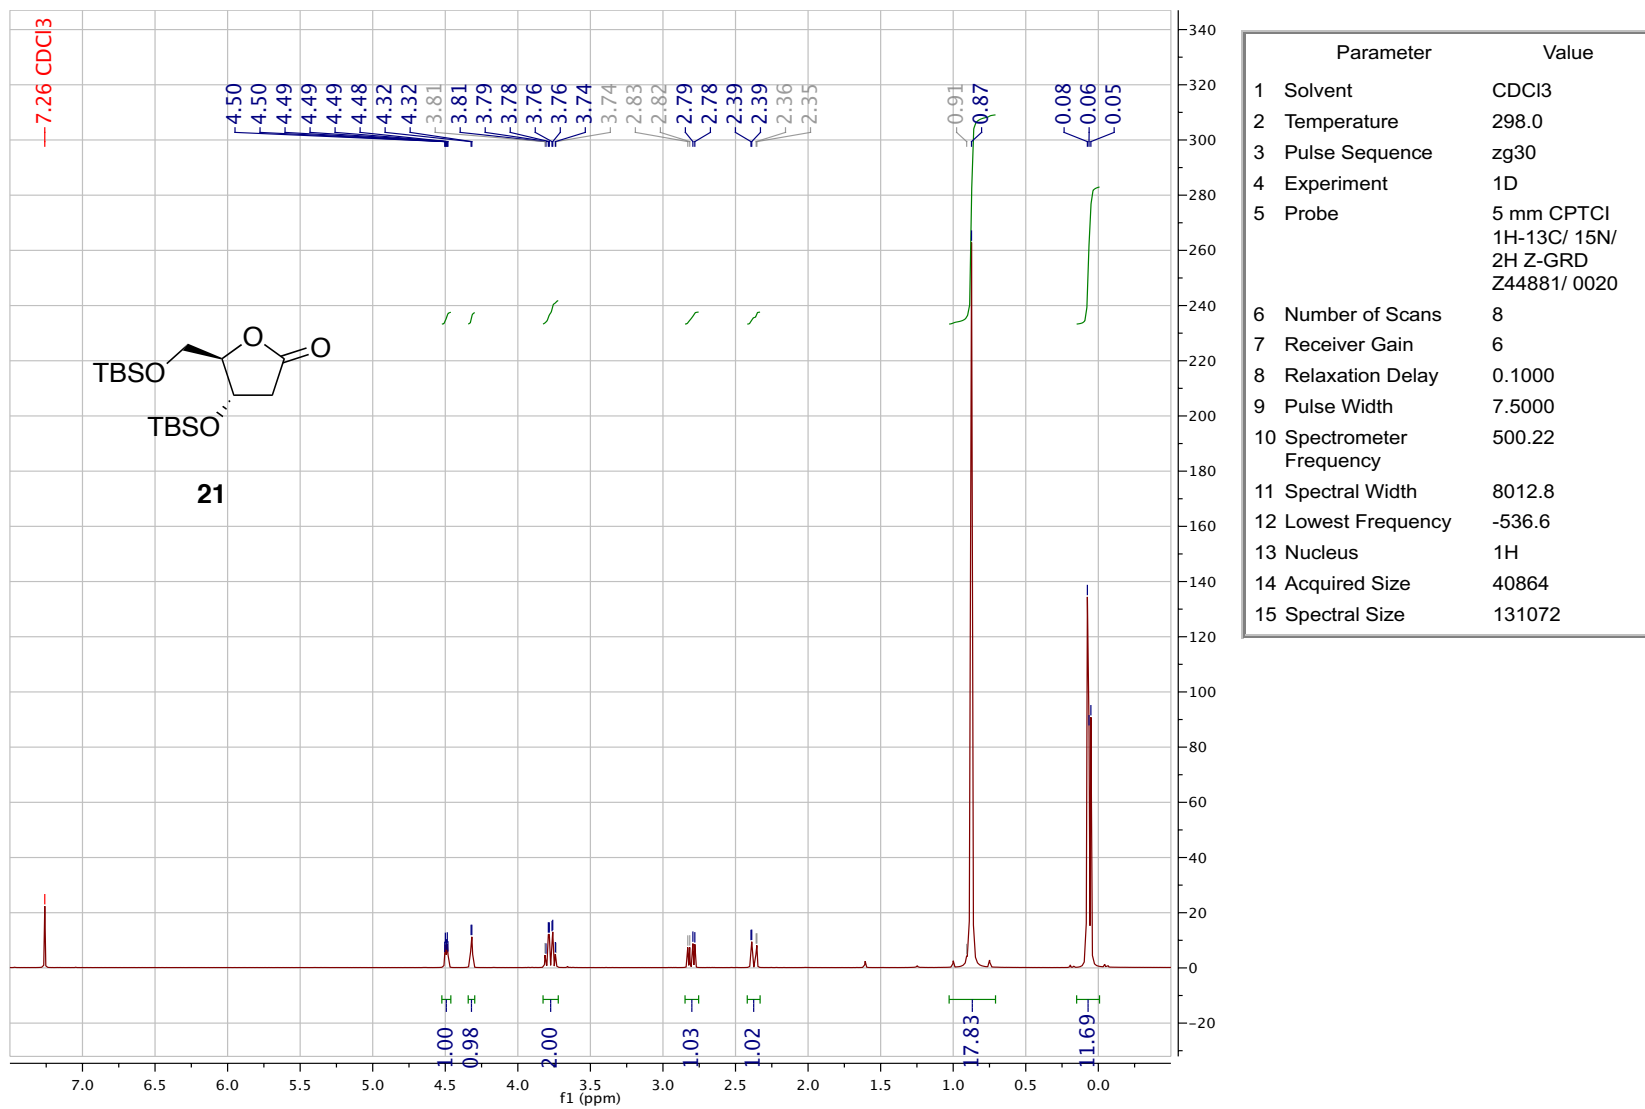 7.26 CDCl3
4.50
4.50
4.49
4.49
4.49
4.48
4.32
4.32
3.81
3.81
3.79
3.78
3.76
3.76
3.74
3.74
2.83
2.82
2.79
2.78
2.39
2.39
2.36
2.35
0.91
0.87
0.08
0.06
0.05
O
O
TBSO
TBSO
21
340
320
300
280
260
240
220
200
180
160
140
120
100
80
60
40
20
0
-20
1.00
0.98
2.00
1.03
1.02
17.83
11.69
7.0 6.5 6.0 5.5 5.0 4.5 4.0 3.5 3.0 2.5 2.0 1.5 1.0 0.5 0.0
f1 (ppm)
Parameter Value
1 Solvent CDCl3
2 Temperature 298.0
3 Pulse Sequence zg30
4 Experiment 1D
5 Probe 5 mm CPTCI
1H-13C/ 15N/
2H Z-GRD
Z44881/ 0020
6 Number of Scans 8
7 Receiver Gain 6
8 Relaxation Delay 0.1000
9 Pulse Width 7.5000
10 Spectrometer 500.22
Frequency
11 Spectral Width 8012.8
12 Lowest Frequency -536.6
13 Nucleus 1H
14 Acquired Size 40864
15 Spectral Size 131072